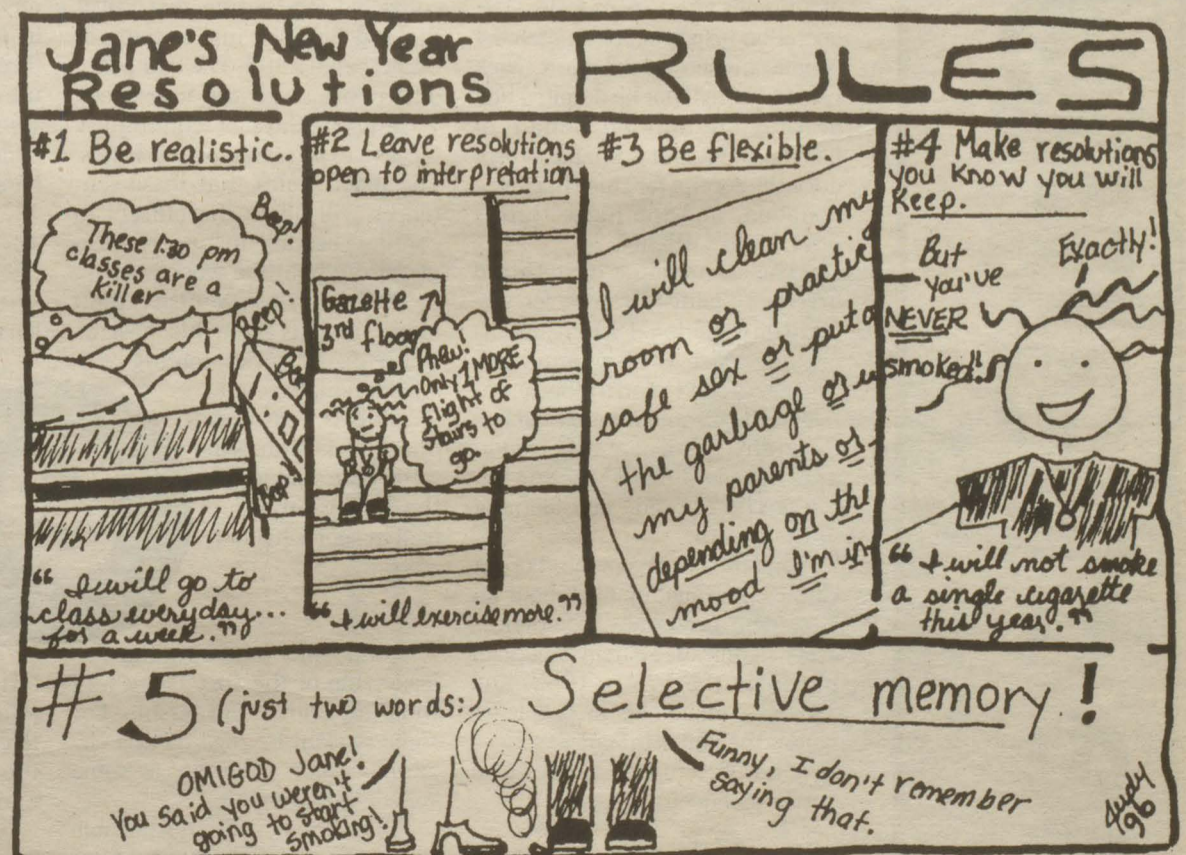 Jane's New Year
Resolutions
RULES
#1 Be realistic.
Beep!
These 1:30 pm
classes are a
killer
Beep!
Bee
Beep!
“I will go to
class everyday...
for a week.”
#2 Leave resolutions
open to interpretation.
Gazette
3rd floor
Phew!
Only 1 MORE
flight of
stairs to
go.
“I will exercise more.”
#3 Be flexible.
I will clean my
room or practic
safe sex or put o
the garbage or
my parents or
depending on the
mood I'm in
#4 Make resolutions
you know you will
Keep.
But
you've
NEVER
smoked!!
Exactly!
“I will not smoke
a single cigarette
this year.”
#5 (just two words:) Selective memory!
OMIGOD Jane!
You said you weren't
going to start
smoking!
Funny, I don't remember
saying that.
Judy
96